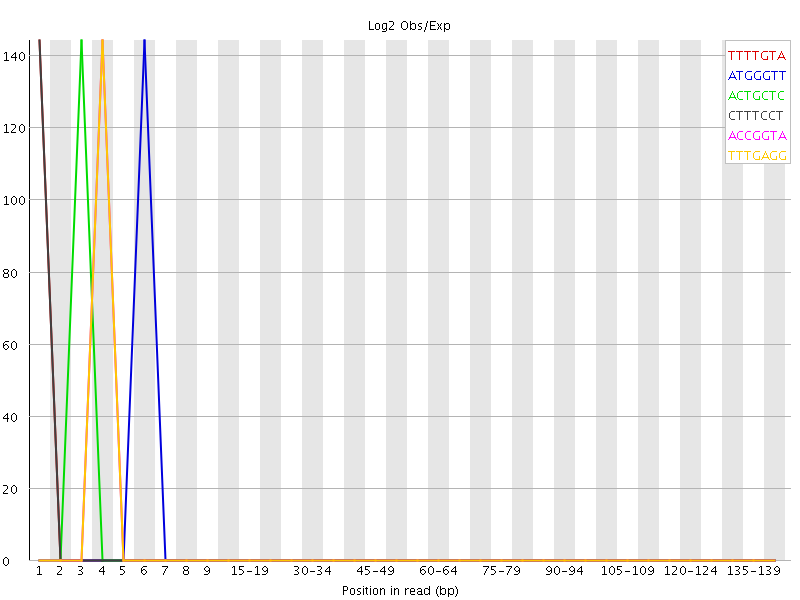 Log2 Obs/Exp
TTTTGTA
ATGGGTT
ACTGCTC
CTTTCCT
ACCGGTA
TTTGAGG
140
120
100
80
60
40
20
0
1 2 3 4 5 6 7 8 9 15-19 30-34 45-49 60-64 75-79 90-94 105-109 120-124 135-139
Position in read (bp)